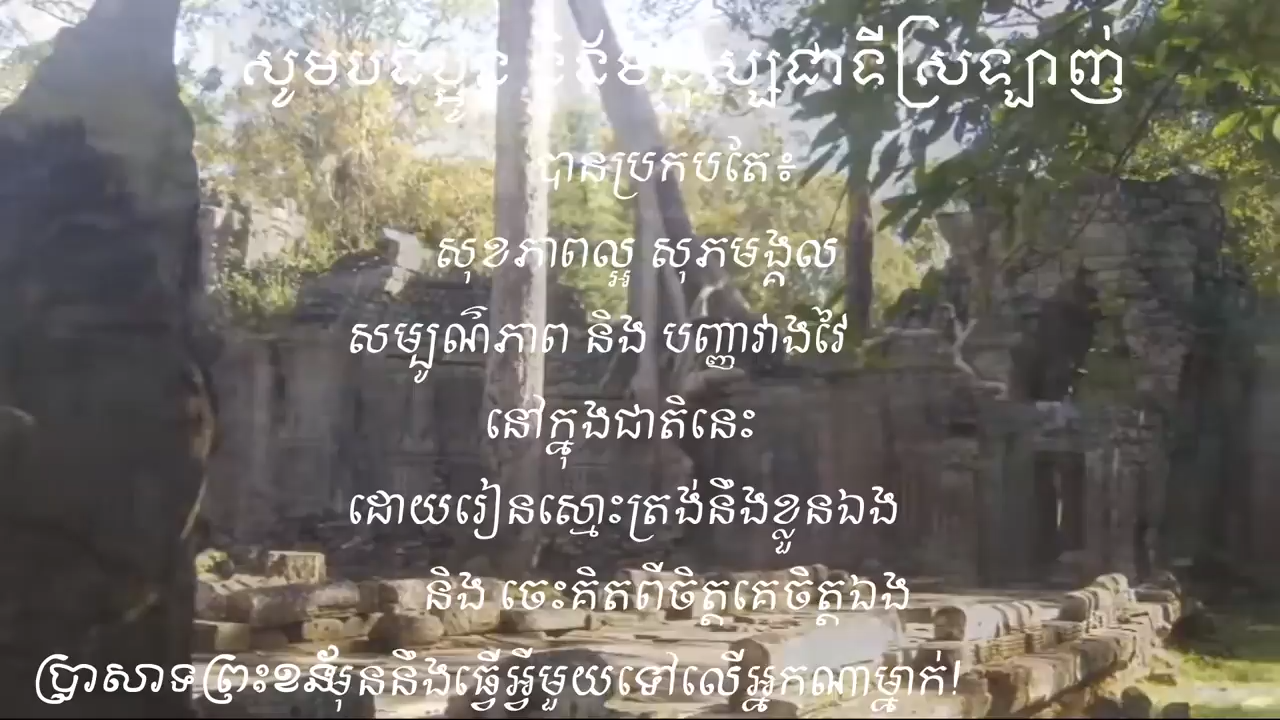 សូមបងប្អូន និងមនុស្សជាទីស្រឡាញ់
បានប្រកបតែ៖
សុខភាពល្អ សុភមង្គល
សម្បូណ៌ភាព និង បញ្ញាវាងវៃ
នៅក្នុងជាតិនេះ
ដោយរៀនស្មោះត្រង់នឹងខ្លួនឯង
និង ចេះគិតពីចិត្តគេចិត្តឯង
ប្រាសាទព្រះខ័ន មុននឹងធ្វើអ្វីមួយទៅលើអ្នកណាម្នាក់!